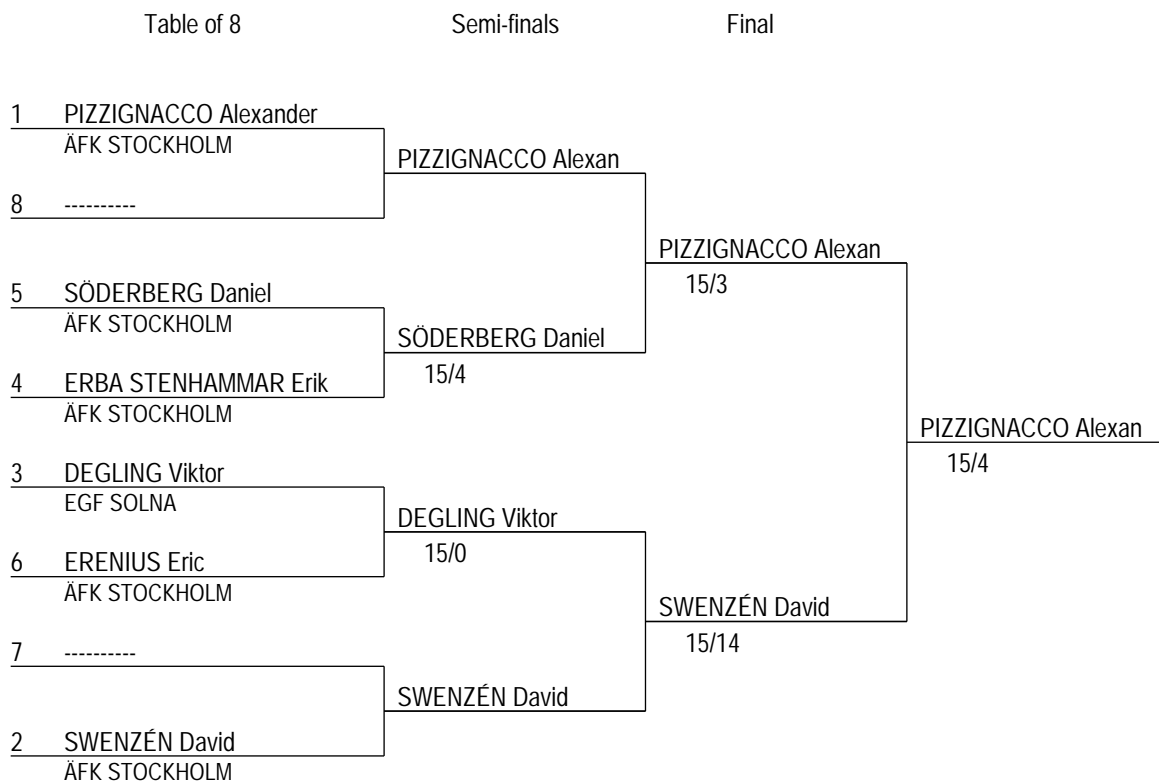 Table of 8 Semi-finals Final
1 PIZZIGNACCO Alexander
ÄFK STOCKHOLM
PIZZIGNACCO Alexan
8 ----------
PIZZIGNACCO Alexan
15/3
5 SÖDERBERG Daniel
ÄFK STOCKHOLM
SÖDERBERG Daniel
15/4
4 ERBA STENHAMMAR Erik
ÄFK STOCKHOLM
PIZZIGNACCO Alexan
15/4
3 DEGLING Viktor
EGF SOLNA
DEGLING Viktor
15/0
6 ERENIUS Eric
ÄFK STOCKHOLM
SWENZÉN David
15/14
7 ----------
SWENZÉN David
2 SWENZÉN David
ÄFK STOCKHOLM